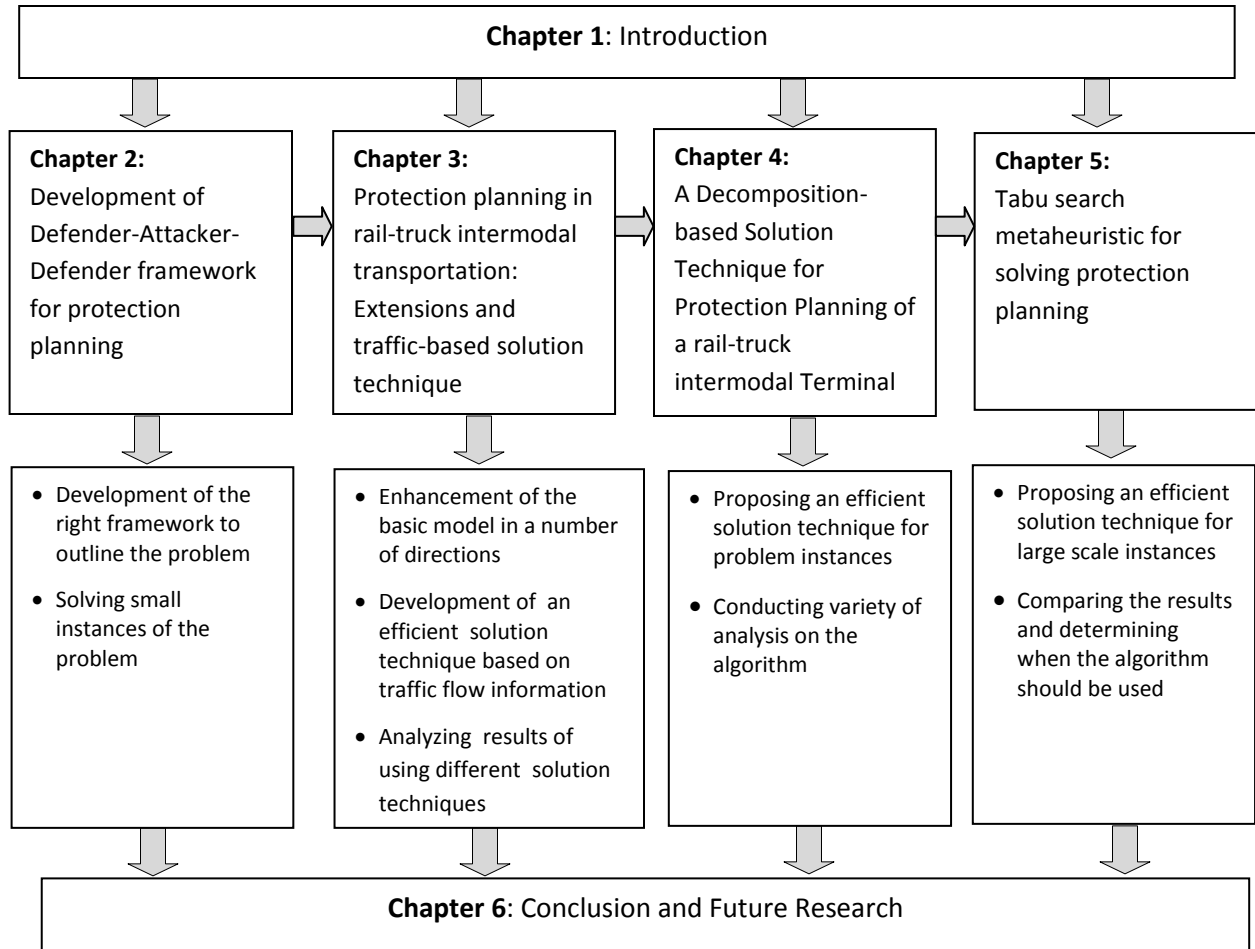 Chapter 1: Introduction
Chapter 2:
Development of
Defender-Attacker-
Defender framework
for protection
planning
Chapter 3:
Protection planning in
rail-truck intermodal
transportation:
Extensions and
traffic-based solution
technique
Chapter 4:
A Decomposition-
based Solution
Technique for
Protection Planning of
a rail-truck
intermodal Terminal
Chapter 5:
Tabu search
metaheuristic for
solving protection
planning
• Development of the
right framework to
outline the problem
• Solving small
instances of the
problem
• Enhancement of the
basic model in a number
of directions
• Development of an
efficient solution
technique based on
traffic flow information
• Analyzing results of
using different solution
techniques
• Proposing an efficient
solution technique for
problem instances
• Conducting variety of
analysis on the
algorithm
• Proposing an efficient
solution technique for
large scale instances
• Comparing the results
and determining
when the algorithm
should be used
Chapter 6: Conclusion and Future Research